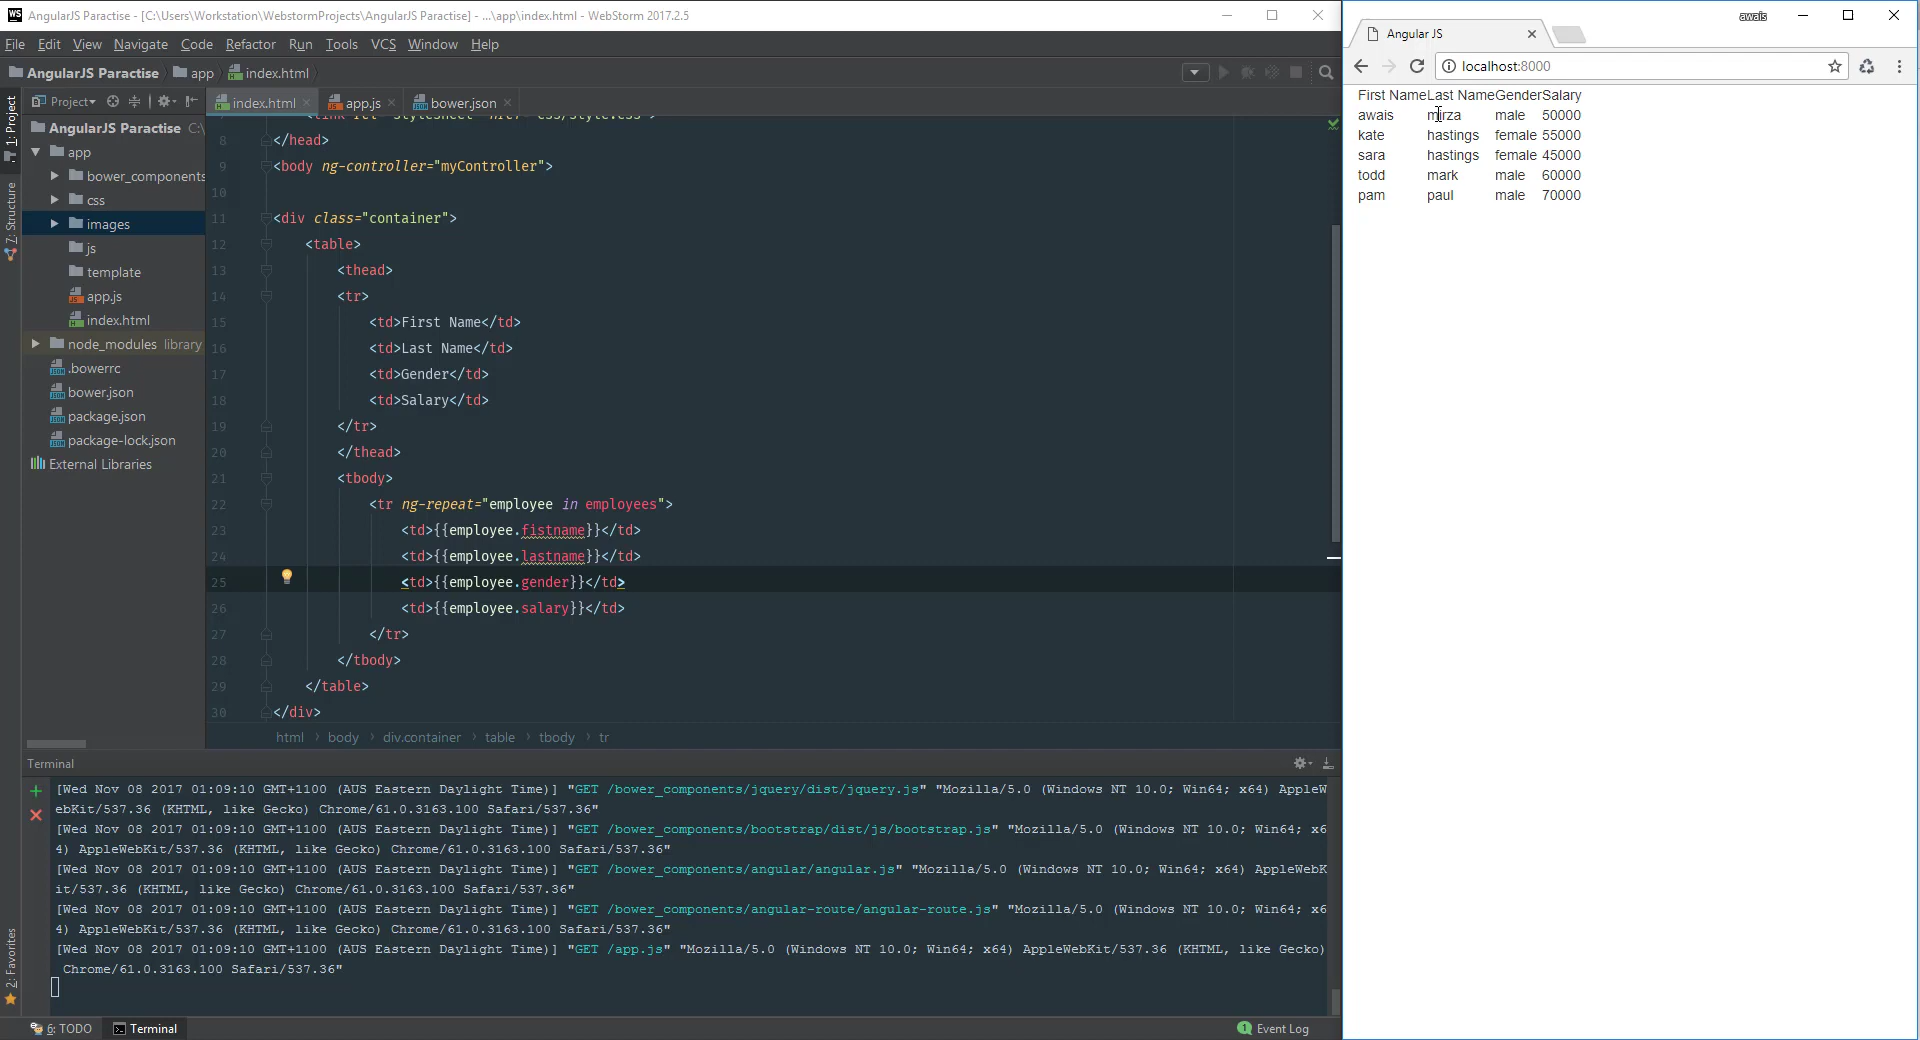 AngularJS Paractise - [C:\Users\Workstation\WebstormProjects\AngularJS Paractise] - ...\app\index.html - WebStorm 2017.2.5
File Edit View Navigate Code Refactor Run Tools VCS Window Help
AngularJS Paractise app index.html
1: Project
7: Structure
2: Favorites
Project
AngularJS Paractise C:\
app
bower_components
css
images
js
template
app.js
index.html
node_modules library
.bowerrc
bower.json
package.json
package-lock.json
External Libraries
index.html app.js bower.json
8 </head>
9 <body ng-controller="myController">
10
11 <div class="container">
12 <table>
13 <thead>
14 <tr>
15 <td>First Name</td>
16 <td>Last Name</td>
17 <td>Gender</td>
18 <td>Salary</td>
19 </tr>
20 </thead>
21 <tbody>
22 <tr ng-repeat="employee in employees">
23 <td>{{employee.fistname}}</td>
24 <td>{{employee.lastname}}</td>
25 <td>{{employee.gender}}</td>
26 <td>{{employee.salary}}</td>
27 </tr>
28 </tbody>
29 </table>
30 </div>
html body div.container table tbody tr
Terminal
[Wed Nov 08 2017 01:09:10 GMT+1100 (AUS Eastern Daylight Time)] "GET /bower_components/jquery/dist/jquery.js" "Mozilla/5.0 (Windows NT 10.0; Win64; x64) AppleW
ebKit/537.36 (KHTML, like Gecko) Chrome/61.0.3163.100 Safari/537.36"
[Wed Nov 08 2017 01:09:10 GMT+1100 (AUS Eastern Daylight Time)] "GET /bower_components/bootstrap/dist/js/bootstrap.js" "Mozilla/5.0 (Windows NT 10.0; Win64; x6
4) AppleWebKit/537.36 (KHTML, like Gecko) Chrome/61.0.3163.100 Safari/537.36"
[Wed Nov 08 2017 01:09:10 GMT+1100 (AUS Eastern Daylight Time)] "GET /bower_components/angular/angular.js" "Mozilla/5.0 (Windows NT 10.0; Win64; x64) AppleWebK
it/537.36 (KHTML, like Gecko) Chrome/61.0.3163.100 Safari/537.36"
[Wed Nov 08 2017 01:09:10 GMT+1100 (AUS Eastern Daylight Time)] "GET /bower_components/angular-route/angular-route.js" "Mozilla/5.0 (Windows NT 10.0; Win64; x6
4) AppleWebKit/537.36 (KHTML, like Gecko) Chrome/61.0.3163.100 Safari/537.36"
[Wed Nov 08 2017 01:09:10 GMT+1100 (AUS Eastern Daylight Time)] "GET /app.js" "Mozilla/5.0 (Windows NT 10.0; Win64; x64) AppleWebKit/537.36 (KHTML, like Gecko)
Chrome/61.0.3163.100 Safari/537.36"
6: TODO Terminal 1 Event Log
awais
Angular JS
localhost:8000
First Name Last Name Gender Salary
awais mirza male 50000
kate hastings female 55000
sara hastings female 45000
todd mark male 60000
pam paul male 70000